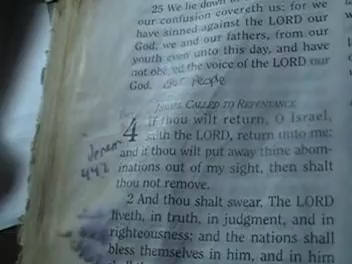 25 We lie down in our
our confusion covereth us: for we
have sinned against the LORD our
God, we and our fathers, from our
youth even unto this day, and have
not obeyed the voice of the LORD our
God. our People
ISRAEL CALLED TO REPENTANCE
4 If thou wilt return, O Israel,
saith the LORD, return unto me:
and if thou wilt put away thine abom-
inations out of my sight, then shalt
thou not remove.
2 And thou shalt swear, The LORD
liveth, in truth, in judgment, and in
righteousness; and the nations shall
bless themselves in him, and in him